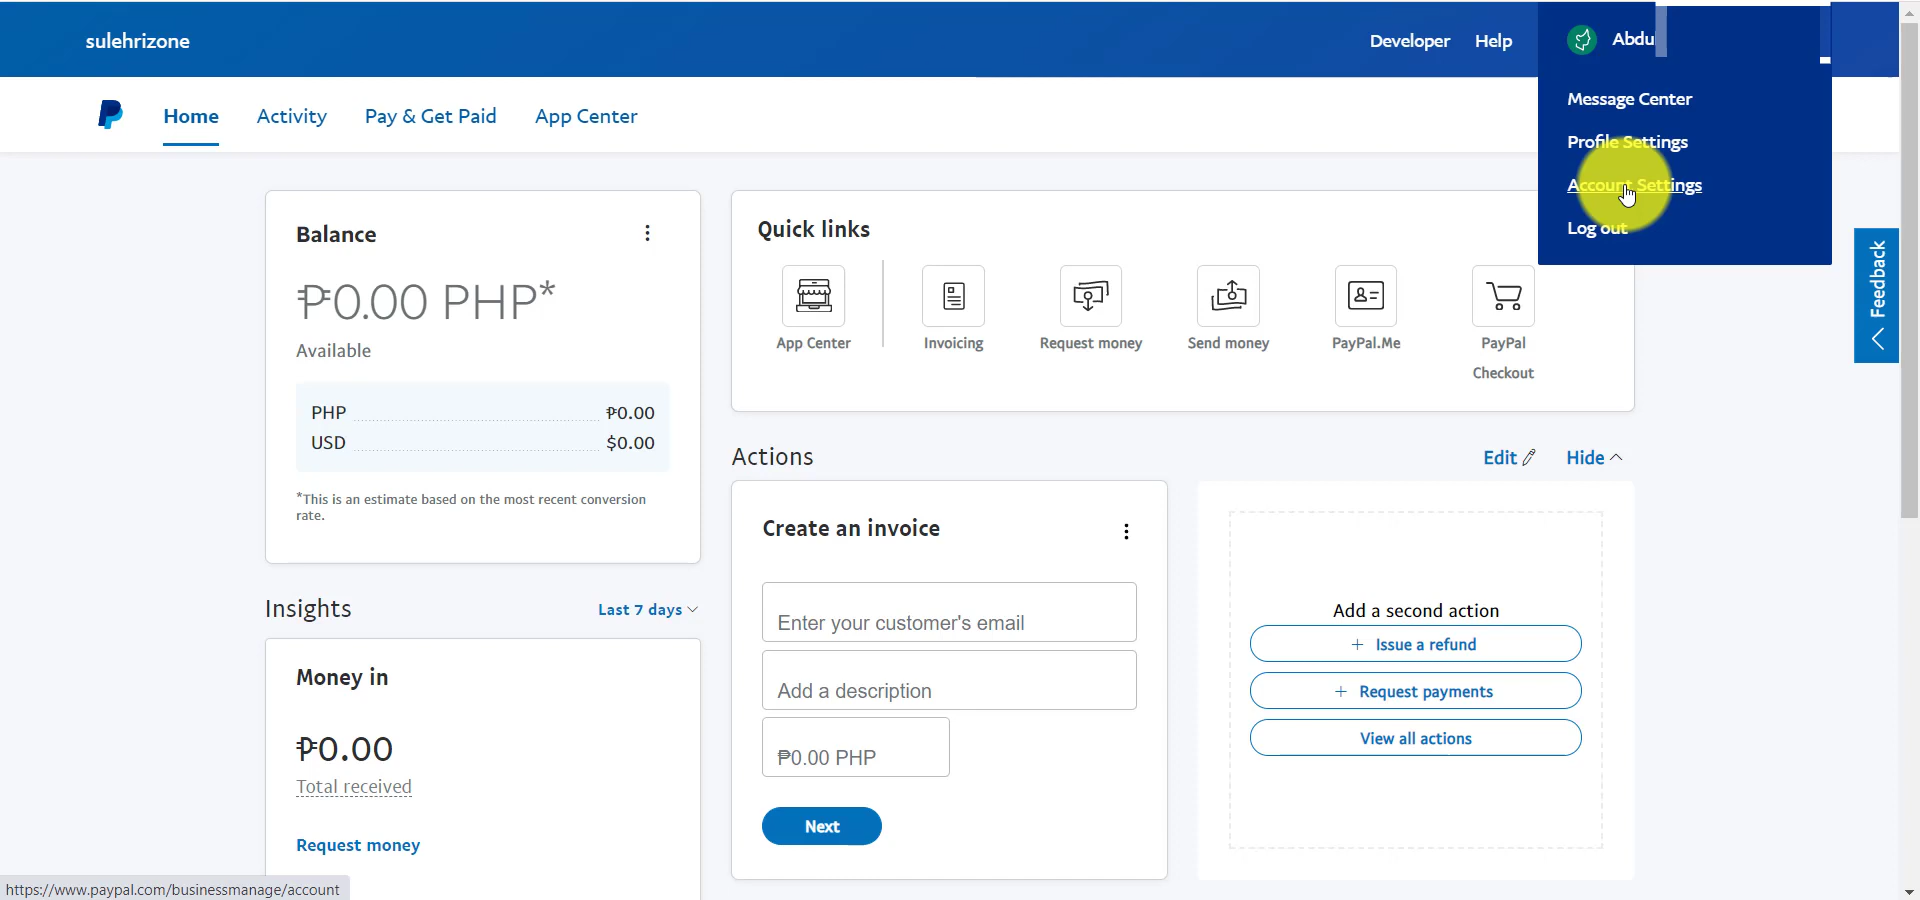 sulehrizone
Developer
Help
Abdu
Message Center
Profile Settings
Account Settings
Log out
Home
Activity
Pay & Get Paid
App Center
Feedback
Balance
₱0.00 PHP*
Available
PHP ₱0.00
USD $0.00
*This is an estimate based on the most recent conversion
rate.
Quick links
App Center
Invoicing
Request money
Send money
PayPal.Me
PayPal
Checkout
Actions
Edit
Hide
Create an invoice
Enter your customer's email
Add a description
₱0.00 PHP
Next
Add a second action
+ Issue a refund
+ Request payments
View all actions
Insights
Last 7 days
Money in
₱0.00
Total received
Request money
https://www.paypal.com/businessmanage/account